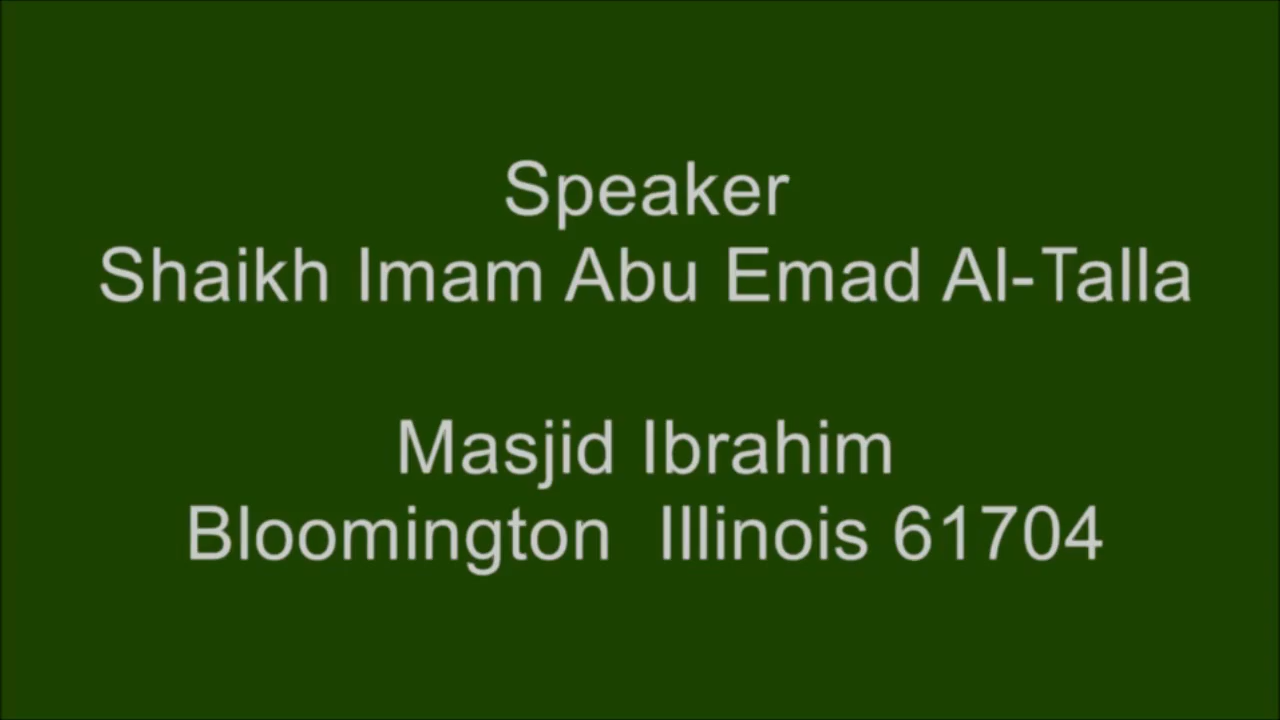 Speaker
Shaikh Imam Abu Emad Al-Talla
Masjid Ibrahim
Bloomington  Illinois 61704